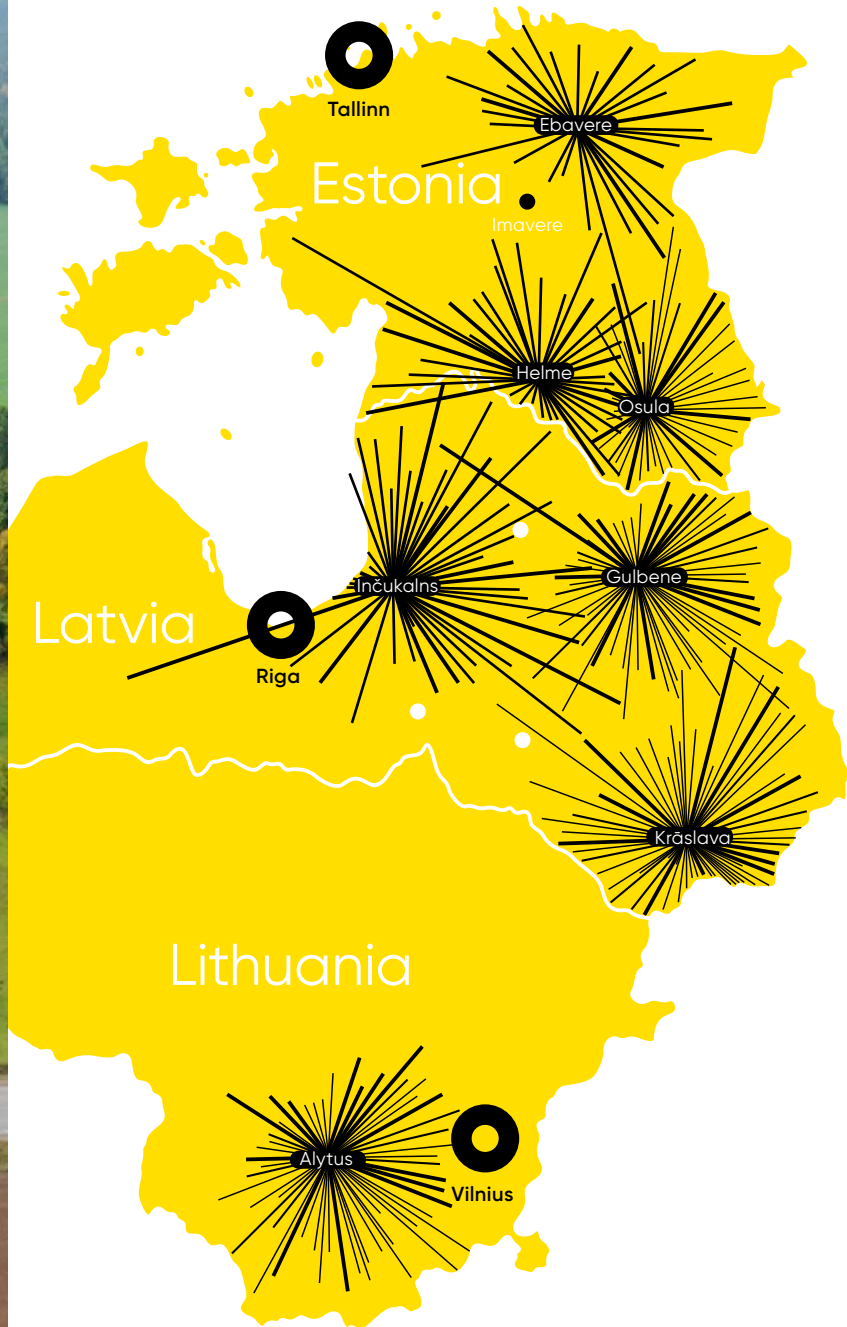 Tallinn
Ebavere
Estonia
Imavere
Helme
Osula
Gulbene
Inčukalns
Latvia
Riga
Krāslava
Lithuania
Alytus
Vilnius